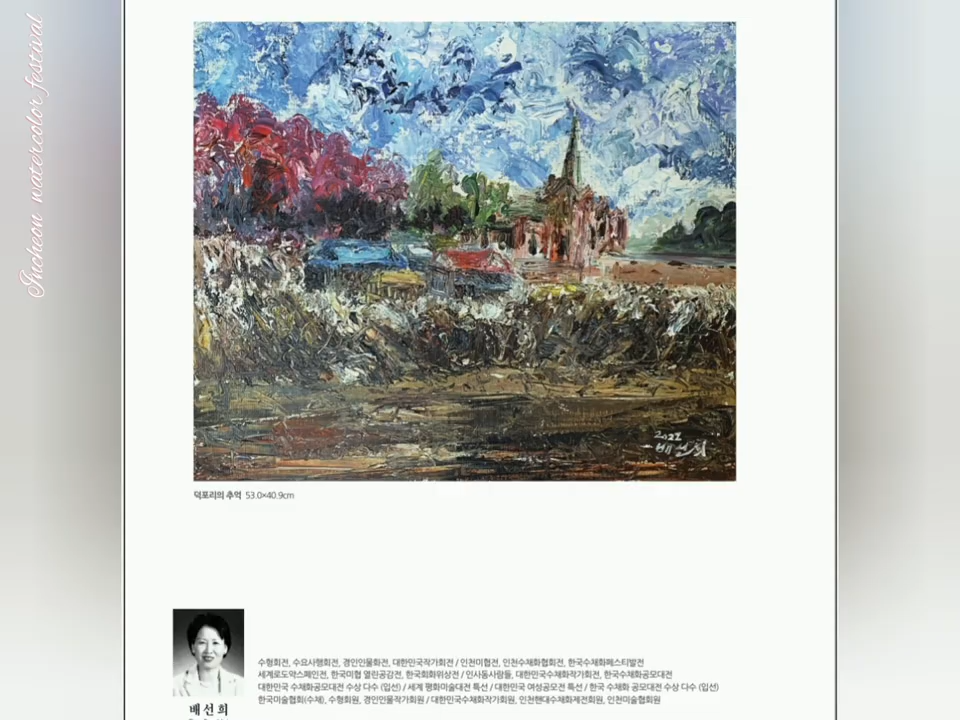 Incheon watercolor festival
2022
배선희
덕포리의 추억 53.0×40.9cm
수형회전, 수요사행회전, 경인인물화전, 대한민국작가회전 / 인천미협전, 인천수채화협회전, 한국수채화페스티발전
세계로도약스페인전, 한국미협 열린공감전, 한국회화위상전 / 인사동사람들, 대한민국수채화작가회전, 한국수채화공모대전
대한민국 수채화공모대전 수상 다수 (입선) / 세계 평화미술대전 특선 / 대한민국 여성공모전 특선 / 한국 수채화 공모대전 수상 다수 (입선)
한국미술협회(수채), 수형회원, 경인인물작가회원 / 대한민국수채화작가회원, 인천현대수채화제전회원, 인천미술협회원
배선희